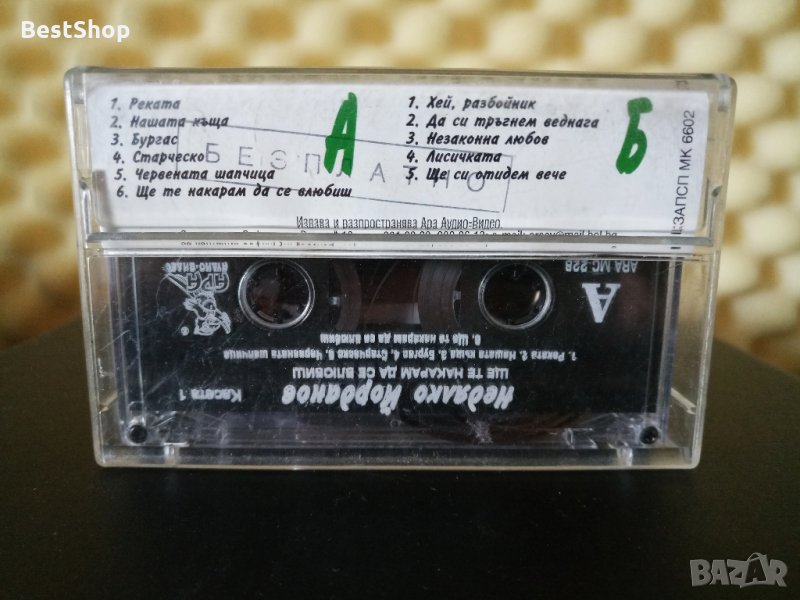 BestShop
1. Реката
2. Нашата къща
3. Бургас
4. Старческо
5. Червената шапчица
6. Ще те накарам да се влюбиш
А
БЕЗПЛАТНО
1. Хей, разбойник
2. Да си тръгнем веднага
3. Незаконна любов
4. Лисичката
5. Ще си отидем вече
Б
ЗАПСП МК 6602
Издава и разпространява Ара Аудио-Видео
АРА
АУДИО-ВИДЕО
ARA MC 228
A
6. Ще те накарам да се влюбиш
1. Реката 2. Нашата къща 3. Бургас 4. Старческо 5. Червената шапчица
ЩЕ ТЕ НАКАРАМ ДА СЕ ВЛЮБИШ
Недялко Йорданов
Касета 1
BAZAR